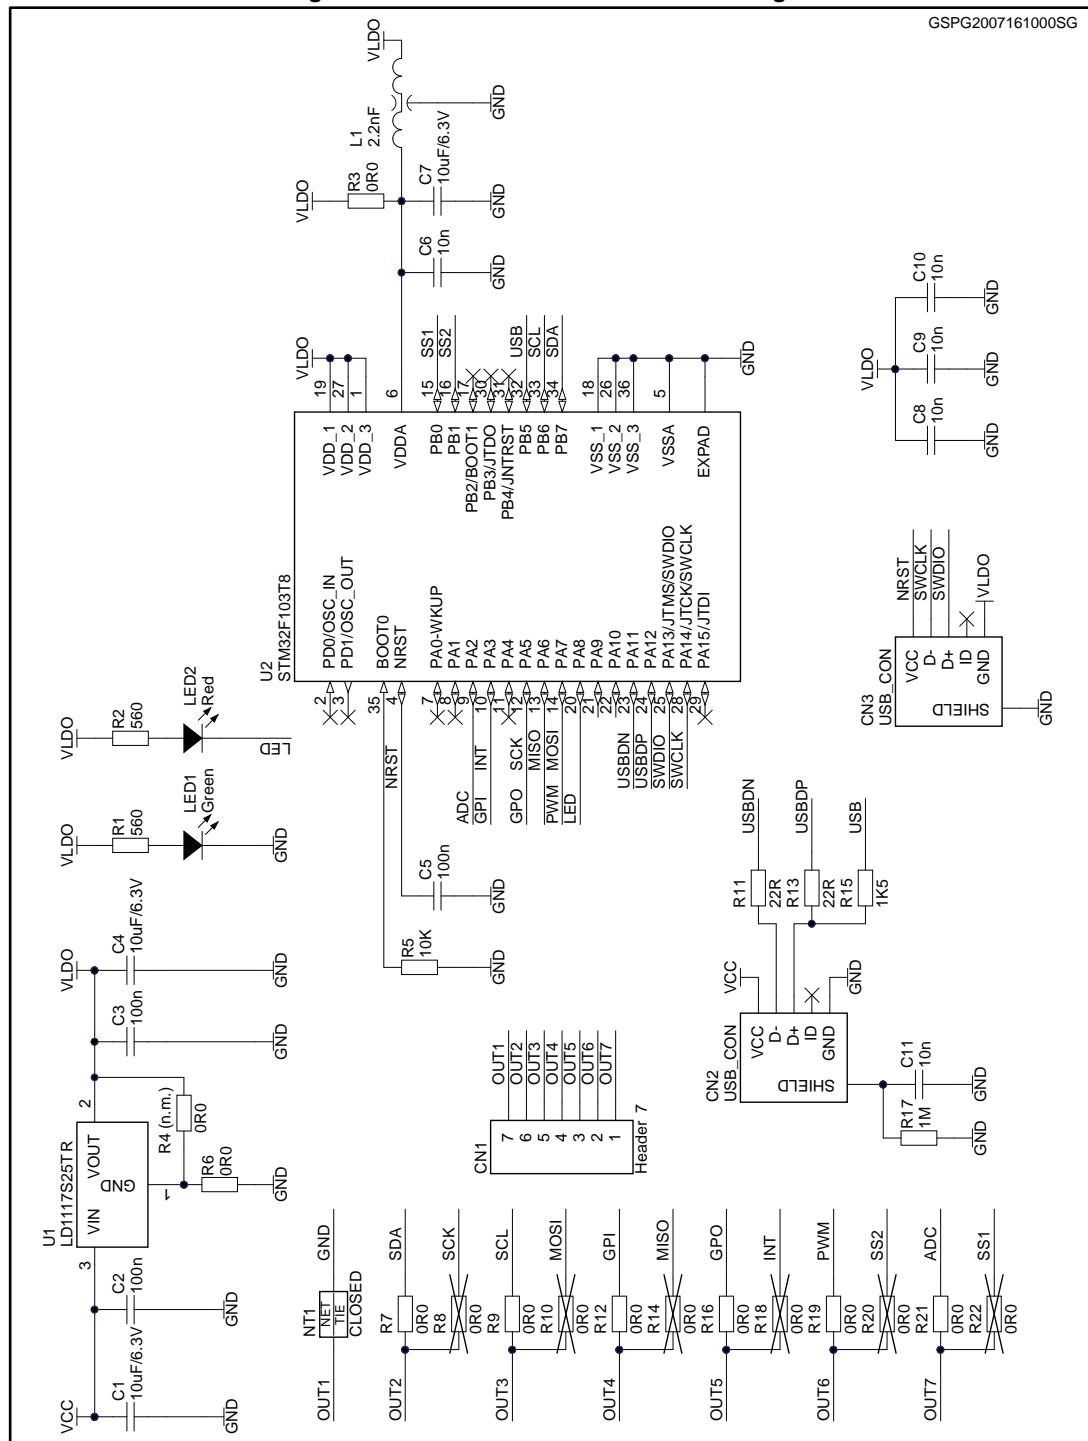 GSPG2007161000SG
VCC
C1
10uF/6.3V
GND
C2
100n
GND
U1
LD1117S25TR
3
VIN
VOUT
GND
2
1
R4 (n.m.)
0R0
R6
0R0
GND
C3
100n
GND
VLDO
C4
10uF/6.3V
GND
VLDO
R1
560
LED1
Green
GND
VLDO
R2
560
LED2
Red
LED
U2
STM32F103T8
2
PD0/OSC_IN
3
PD1/OSC_OUT
35
BOOT0
4
NRST
7
PA0-WKUP
8
PA1
9
PA2
10
PA3
11
PA4
12
PA5
13
PA6
14
PA7
20
PA8
21
PA9
22
PA10
23
PA11
24
PA12
25
PA13/JTMS/SWDIO
28
PA14/JTCK/SWCLK
29
PA15/JTDI
NRST
ADC
GPI
INT
GPO
SCK
MISO
PWM
MOSI
LED
USBDN
USBDP
SWDIO
SWCLK
VDD_1
19
VDD_2
27
VDD_3
1
VLDO
VDDA
6
PB0
15
SS1
PB1
16
SS2
PB2/BOOT1
17
PB3/JTDO
30
PB4/JNTRST
31
PB5
32
USB
PB6
33
SCL
PB7
34
SDA
VSS_1
18
VSS_2
26
VSS_3
36
VSSA
5
EXPAD
GND
C6
10n
GND
VLDO
R3
0R0
C7
10uF/6.3V
GND
L1
2.2nF
VLDO
GND
R5
10K
GND
C5
100n
GND
NT1
NET
TIE
CLOSED
OUT1
GND
OUT2
R7
0R0
SDA
R8
0R0
SCK
OUT3
R9
0R0
SCL
R10
0R0
MOSI
OUT4
R12
0R0
GPI
R14
0R0
MISO
OUT5
R16
0R0
GPO
R18
0R0
INT
OUT6
R19
0R0
PWM
R20
0R0
SS2
OUT7
R21
0R0
ADC
R22
0R0
SS1
CN1
7
6
5
4
3
2
1
Header 7
OUT1
OUT2
OUT3
OUT4
OUT5
OUT6
OUT7
CN2
USB_CON
VCC
D-
D+
ID
GND
SHIELD
VCC
GND
R17
1M
GND
C11
10n
GND
R11
22R
USBDN
R13
22R
USBDP
R15
1K5
USB
CN3
USB_CON
VCC
D-
D+
ID
GND
SHIELD
NRST
SWCLK
SWDIO
VLDO
GND
VLDO
C8
10n
GND
C9
10n
GND
C10
10n
GND